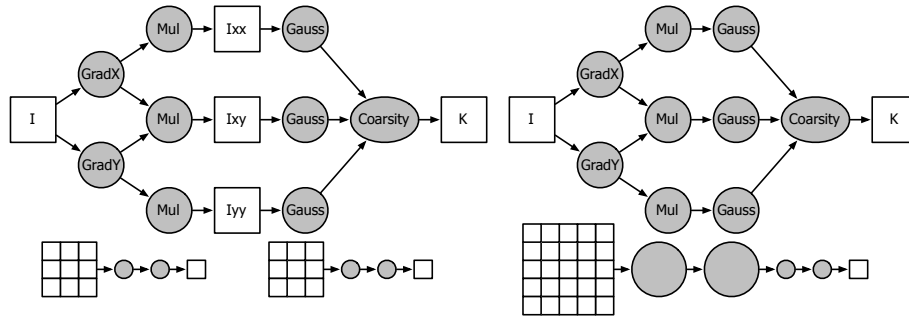 Mul Ixx Gauss
GradX
I Mul Ixy Gauss Coarsity K
GradY
Mul Iyy Gauss
Mul Gauss
GradX
I Mul Gauss Coarsity K
GradY
Mul Gauss